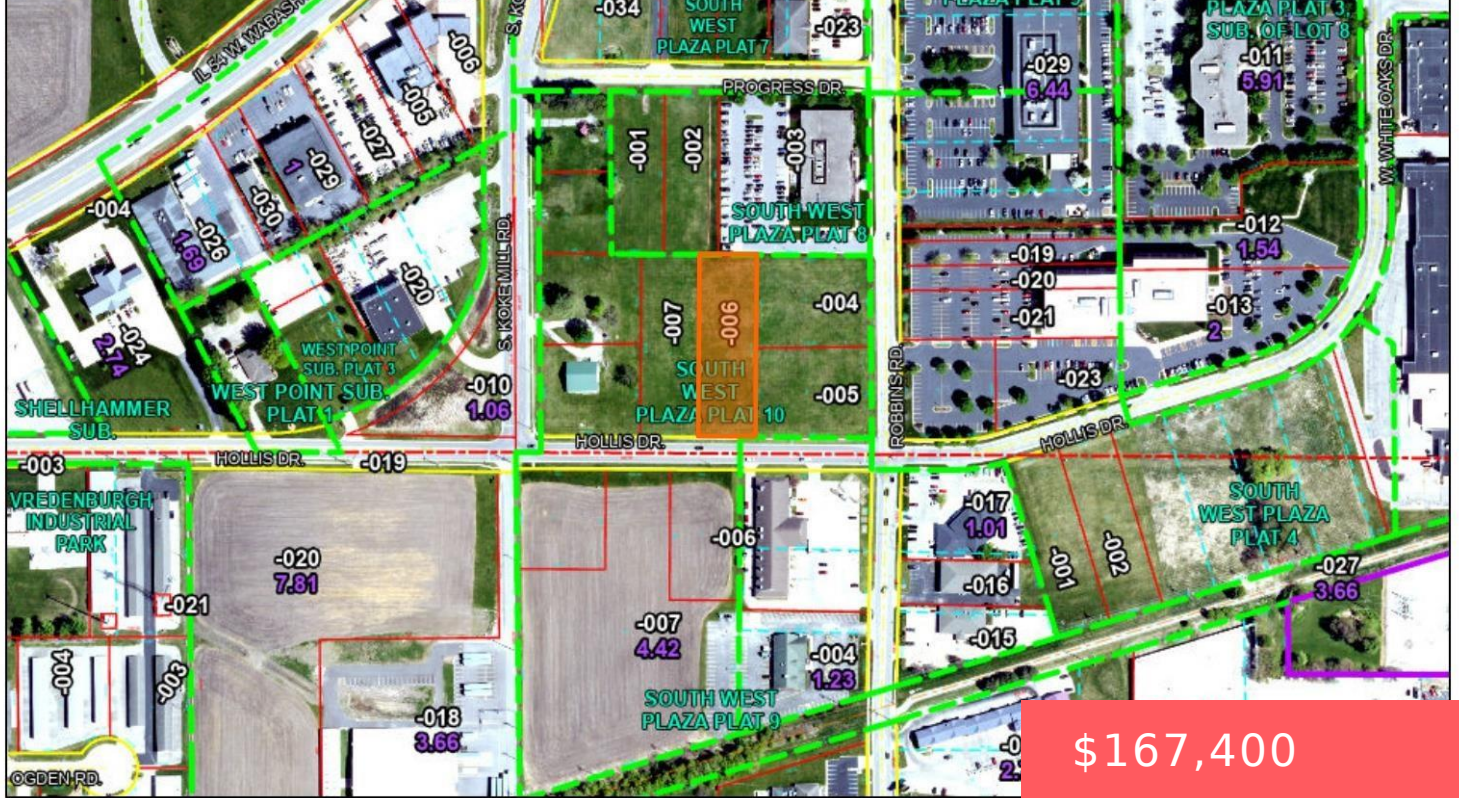 -034
SOUTH
WEST
PLAZA PLAT 7
-023
PLAZA PLAT 3,
SUB. OF LOT 8
-011
5.91
-029
6.44
IL 54 W. WABASH
-006
-005
-027
-029
1
-030
-026
1.69
-004
PROGRESS DR.
-001
-002
-003
SOUTH WEST
PLAZA PLAT 8
W. WHITE OAKS DR.
-012
1.54
-019
-020
-021
-013
2
-023
-020
S. KOKE MILL RD.
-007
-006
-004
-005
SOUTH
WEST
PLAZA PLAT 10
ROBBINS RD.
-024
2.74
WEST POINT
SUB. PLAT 3
WEST POINT SUB.
PLAT 1
-010
1.06
SHELLHAMMER
SUB.
HOLLIS DR.
HOLLIS DR.
HOLLIS DR.
-003
-019
VREDENBURGH
INDUSTRIAL
PARK
-020
7.81
-021
-006
-017
1.01
-016
-015
-001
-002
SOUTH
WEST PLAZA
PLAT 4
-027
3.66
-007
4.42
-004
1.23
-004
-003
SOUTH WEST
PLAZA PLAT 9
-018
3.66
OGDEN RD.
$167,400